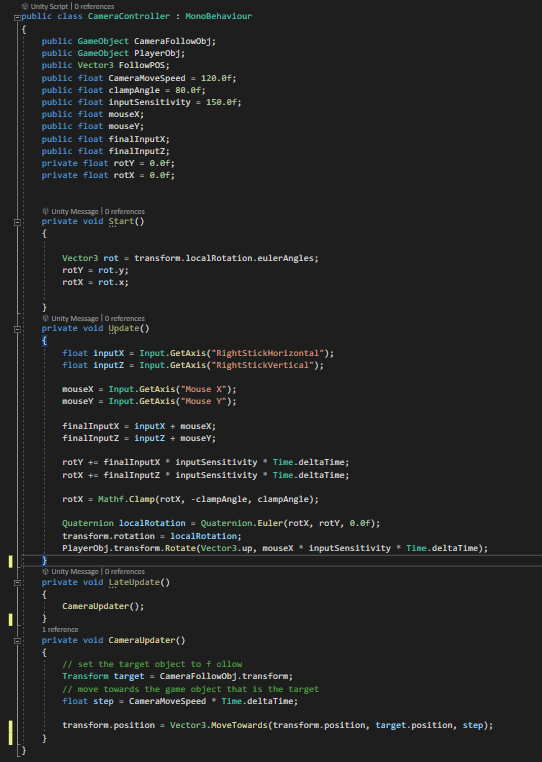 Unity Script | 0 references
public class CameraController : MonoBehaviour
{
public GameObject CameraFollowObj;
public GameObject PlayerObj;
public Vector3 FollowPOS;
public float CameraMoveSpeed = 120.0f;
public float clampAngle = 80.0f;
public float inputSensitivity = 150.0f;
public float mouseX;
public float mouseY;
public float finalInputX;
public float finalInputZ;
private float rotY = 0.0f;
private float rotX = 0.0f;
Unity Message | 0 references
private void Start()
{
Vector3 rot = transform.localRotation.eulerAngles;
rotY = rot.y;
rotX = rot.x;
}
Unity Message | 0 references
private void Update()
{
float inputX = Input.GetAxis("RightStickHorizontal");
float inputZ = Input.GetAxis("RightStickVertical");
mouseX = Input.GetAxis("Mouse X");
mouseY = Input.GetAxis("Mouse Y");
finalInputX = inputX + mouseX;
finalInputZ = inputZ + mouseY;
rotY += finalInputX * inputSensitivity * Time.deltaTime;
rotX += finalInputZ * inputSensitivity * Time.deltaTime;
rotX = Mathf.Clamp(rotX, -clampAngle, clampAngle);
Quaternion localRotation = Quaternion.Euler(rotX, rotY, 0.0f);
transform.rotation = localRotation;
PlayerObj.transform.Rotate(Vector3.up, mouseX * inputSensitivity * Time.deltaTime);
}
Unity Message | 0 references
private void LateUpdate()
{
CameraUpdater();
}
1 reference
private void CameraUpdater()
{
// set the target object to f ollow
Transform target = CameraFollowObj.transform;
// move towards the game object that is the target
float step = CameraMoveSpeed * Time.deltaTime;
transform.position = Vector3.MoveTowards(transform.position, target.position, step);
}
}